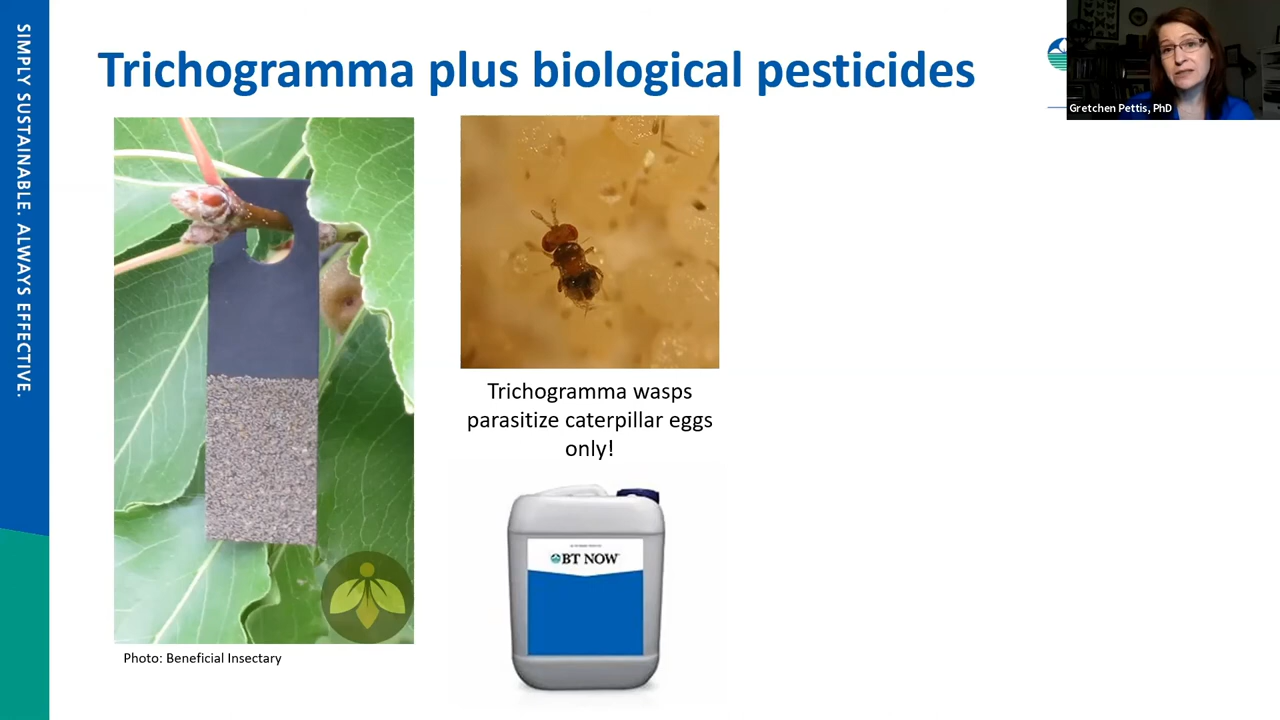 SIMPLY SUSTAINABLE. ALWAYS EFFECTIVE.
Trichogramma plus biological pesticides
Gretchen Pettis, PhD
Trichogramma wasps
parasitize caterpillar eggs
only!
BT NOW
Photo: Beneficial Insectary